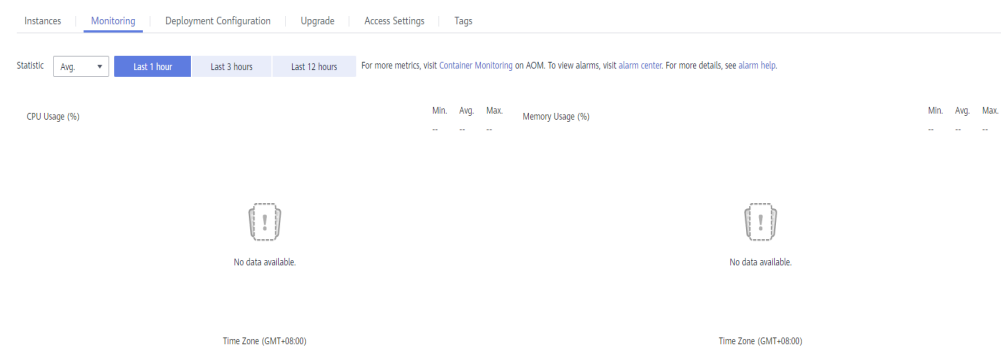 Instances Monitoring Deployment Configuration Upgrade Access Settings Tags
Statistic Avg. Last 1 hour Last 3 hours Last 12 hours For more metrics, visit Container Monitoring on AOM. To view alarms, visit alarm center. For more details, see alarm help.
CPU Usage (%) Min. Avg. Max. Memory Usage (%) Min. Avg. Max.
-- -- -- -- -- --
No data available. No data available.
Time Zone (GMT+08:00) Time Zone (GMT+08:00)